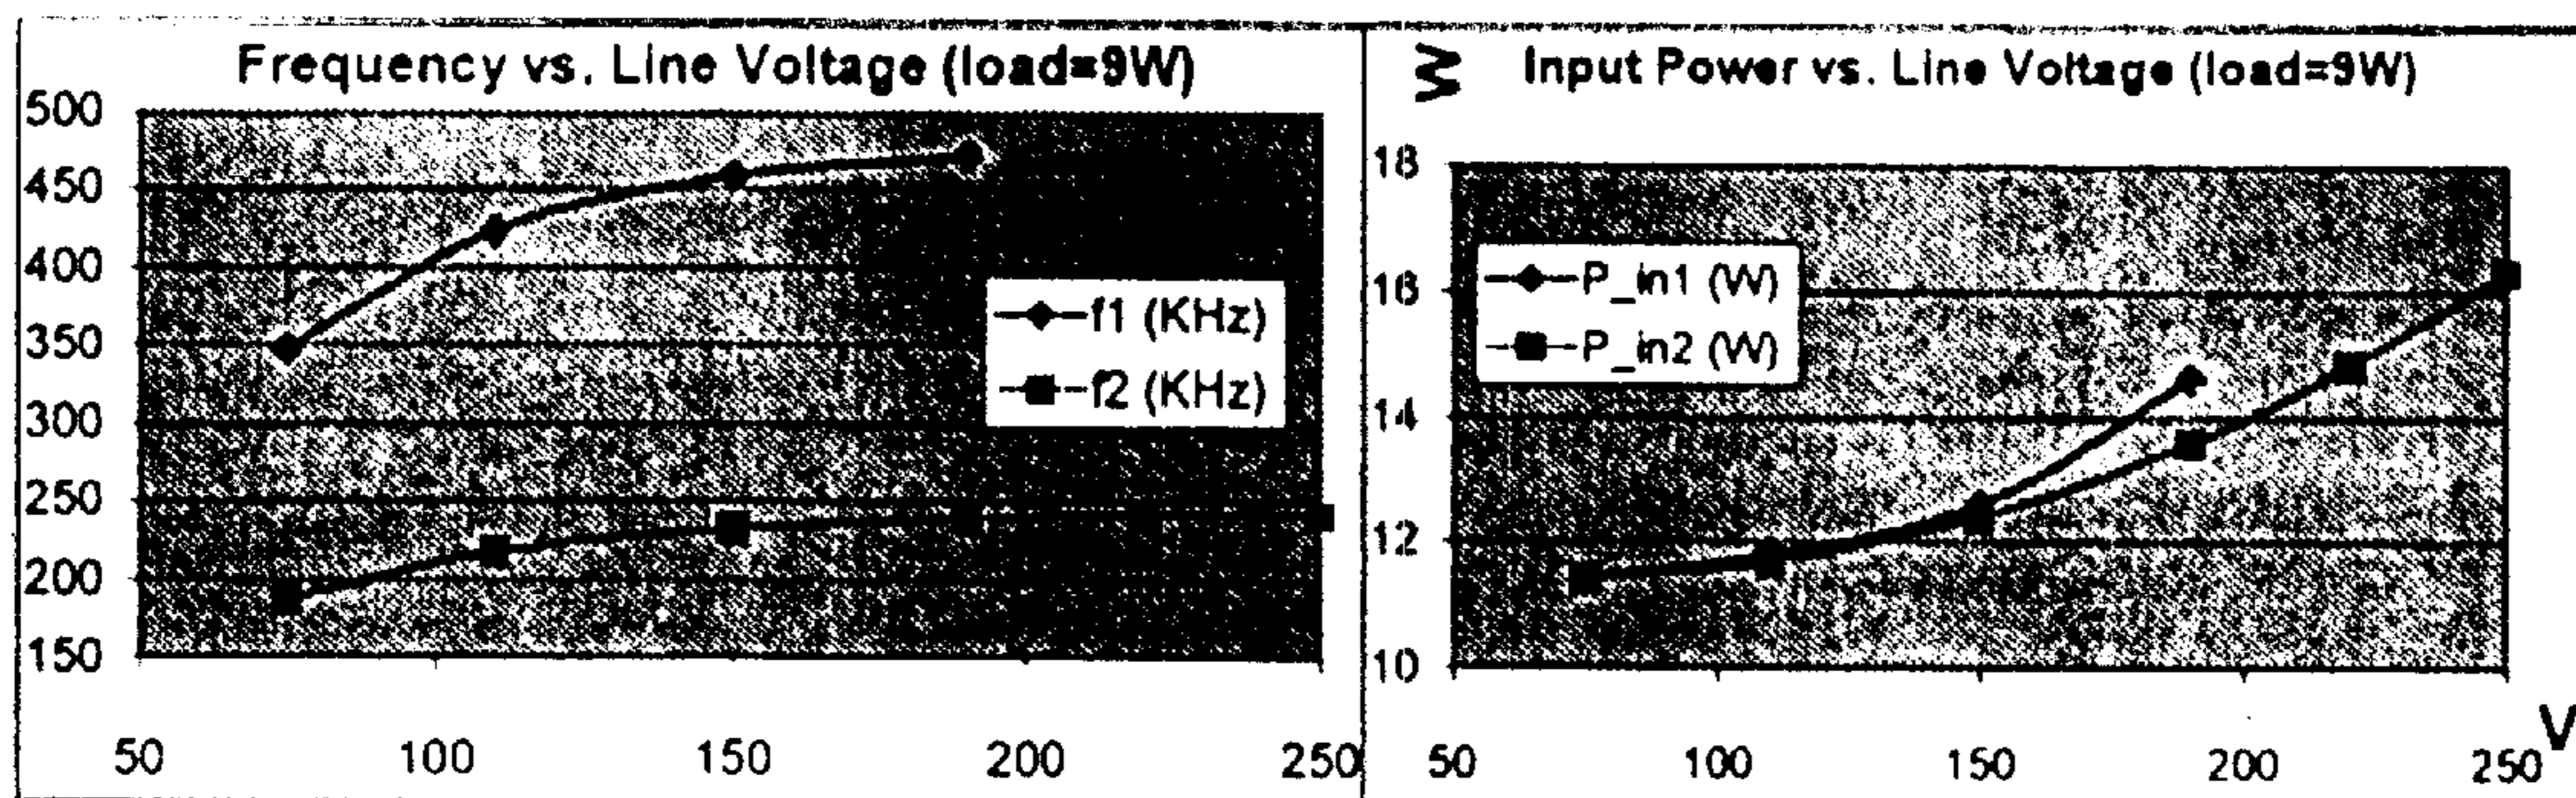 Frequency vs. Line Voltage (load=9W)
500
450
400
350
300
250
200
150
f1 (KHz)
f2 (KHz)
50 100 150 200 250
W
Input Power vs. Line Voltage (load=9W)
18
16
14
12
10
P_in1 (W)
P_in2 (W)
50 100 150 200 250
V